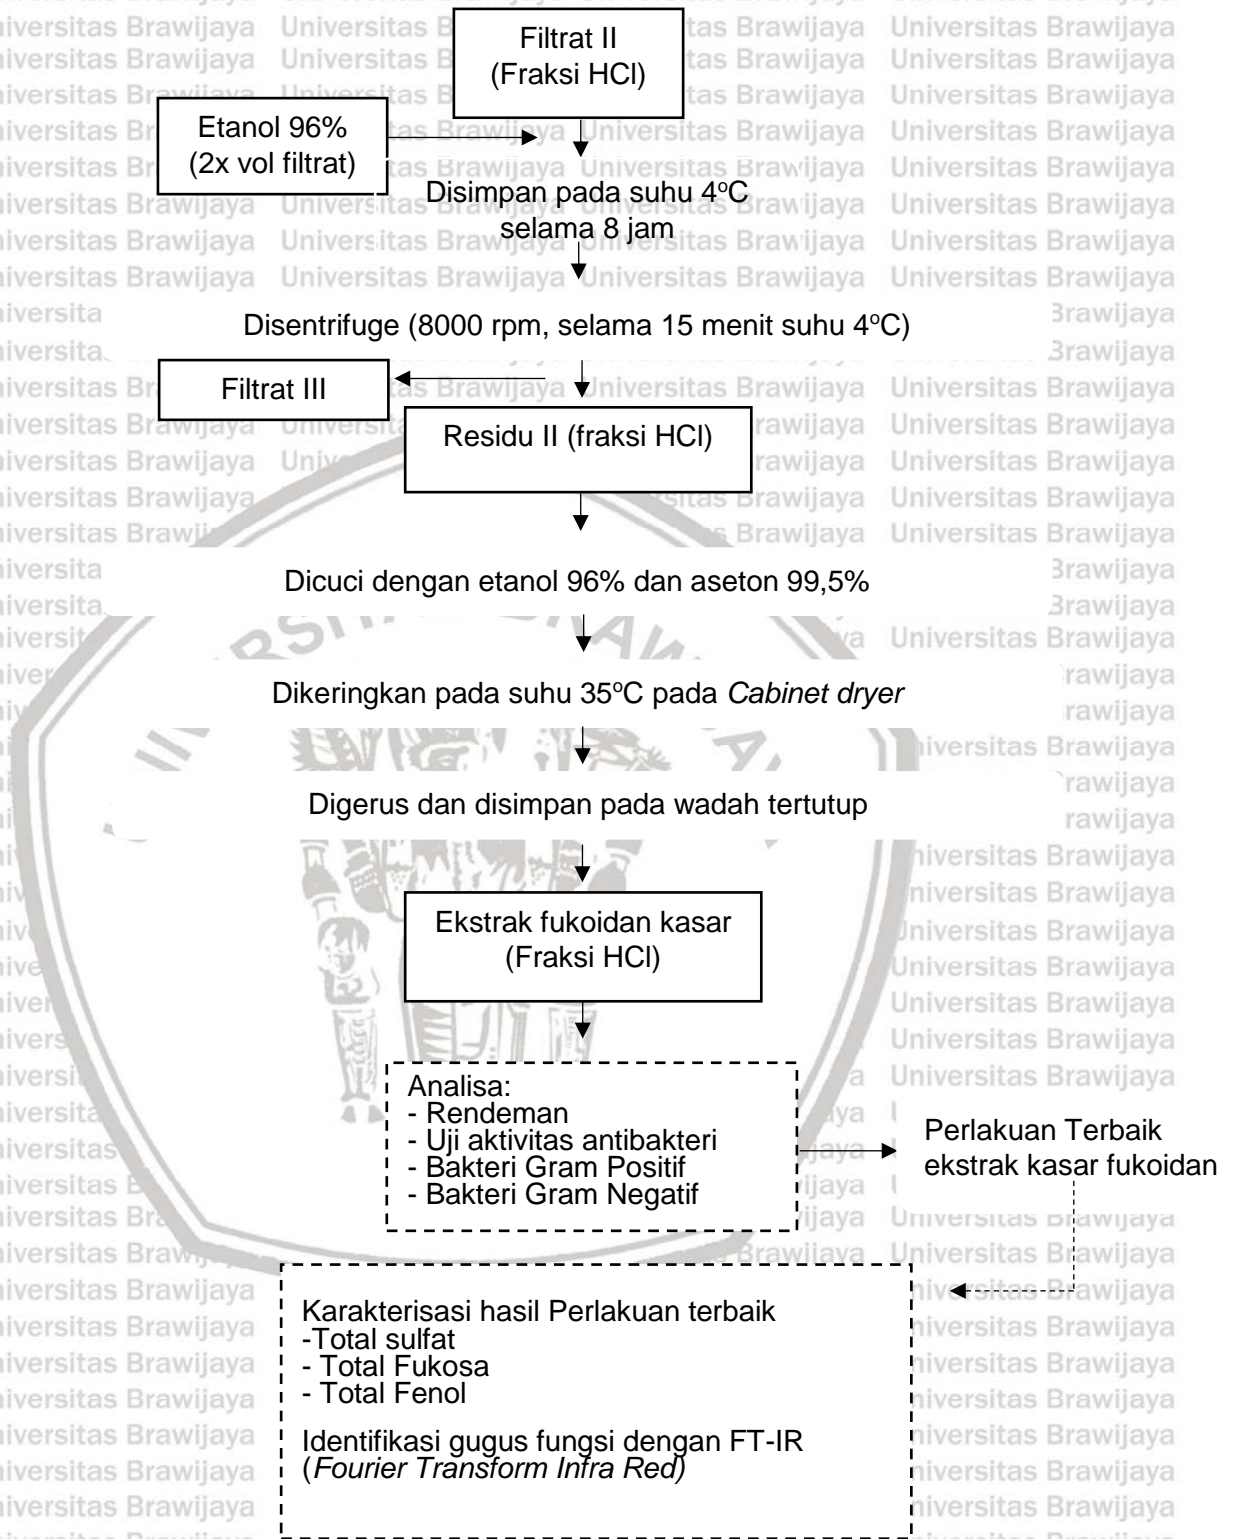 Filtrat II
(Fraksi HCl)
Etanol 96%
(2x vol filtrat)
Disimpan pada suhu 4°C
selama 8 jam
Disentrifuge (8000 rpm, selama 15 menit suhu 4°C)
Filtrat III
Residu II (fraksi HCl)
Dicuci dengan etanol 96% dan aseton 99,5%
Dikeringkan pada suhu 35°C pada Cabinet dryer
Digerus dan disimpan pada wadah tertutup
Ekstrak fukoidan kasar
(Fraksi HCl)
Analisa:
- Rendeman
- Uji aktivitas antibakteri
- Bakteri Gram Positif
- Bakteri Gram Negatif
Perlakuan Terbaik
ekstrak kasar fukoidan
Karakterisasi hasil Perlakuan terbaik
-Total sulfat
- Total Fukosa
- Total Fenol
Identifikasi gugus fungsi dengan FT-IR
(Fourier Transform Infra Red)